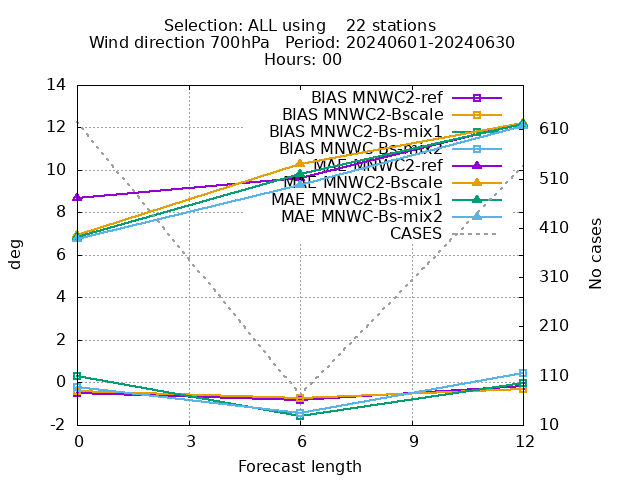 Selection: ALL using    22 stations
Wind direction 700hPa   Period: 20240601-20240630
Hours: 00
BIAS MNWC2-ref
BIAS MNWC2-Bscale
BIAS MNWC2-Bs-mix1
BIAS MNWC-Bs-mix2
MAE MNWC2-ref
MAE MNWC2-Bscale
MAE MNWC2-Bs-mix1
MAE MNWC-Bs-mix2
CASES
14
12
10
8
6
4
2
0
-2
deg
610
510
410
310
210
110
10
No cases
0 3 6 9 12
Forecast length